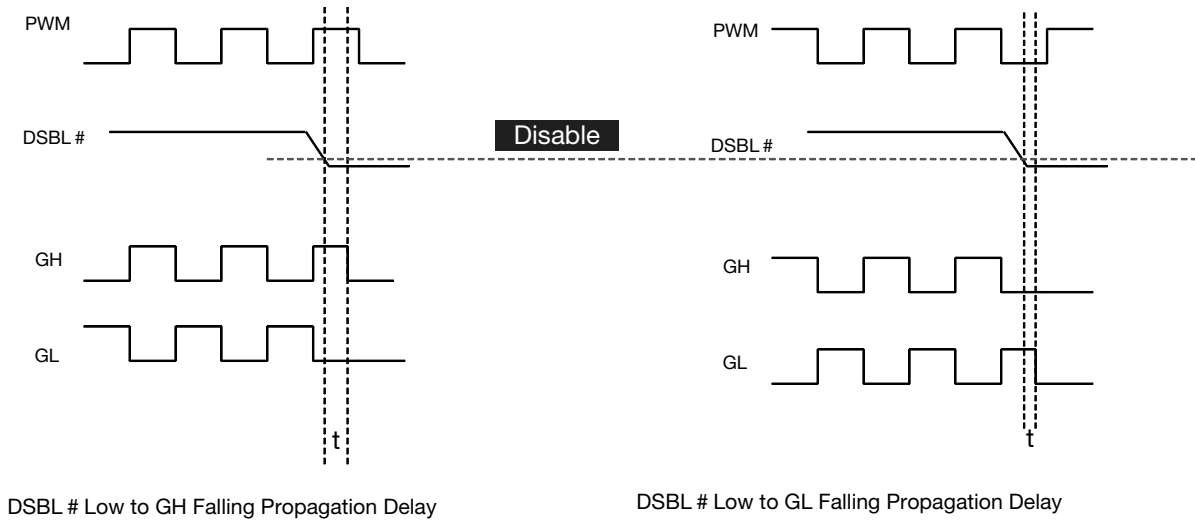 PWM
DSBL #
GH
GL
t
DSBL # Low to GH Falling Propagation Delay
Disable
PWM
DSBL #
GH
GL
t
DSBL # Low to GL Falling Propagation Delay